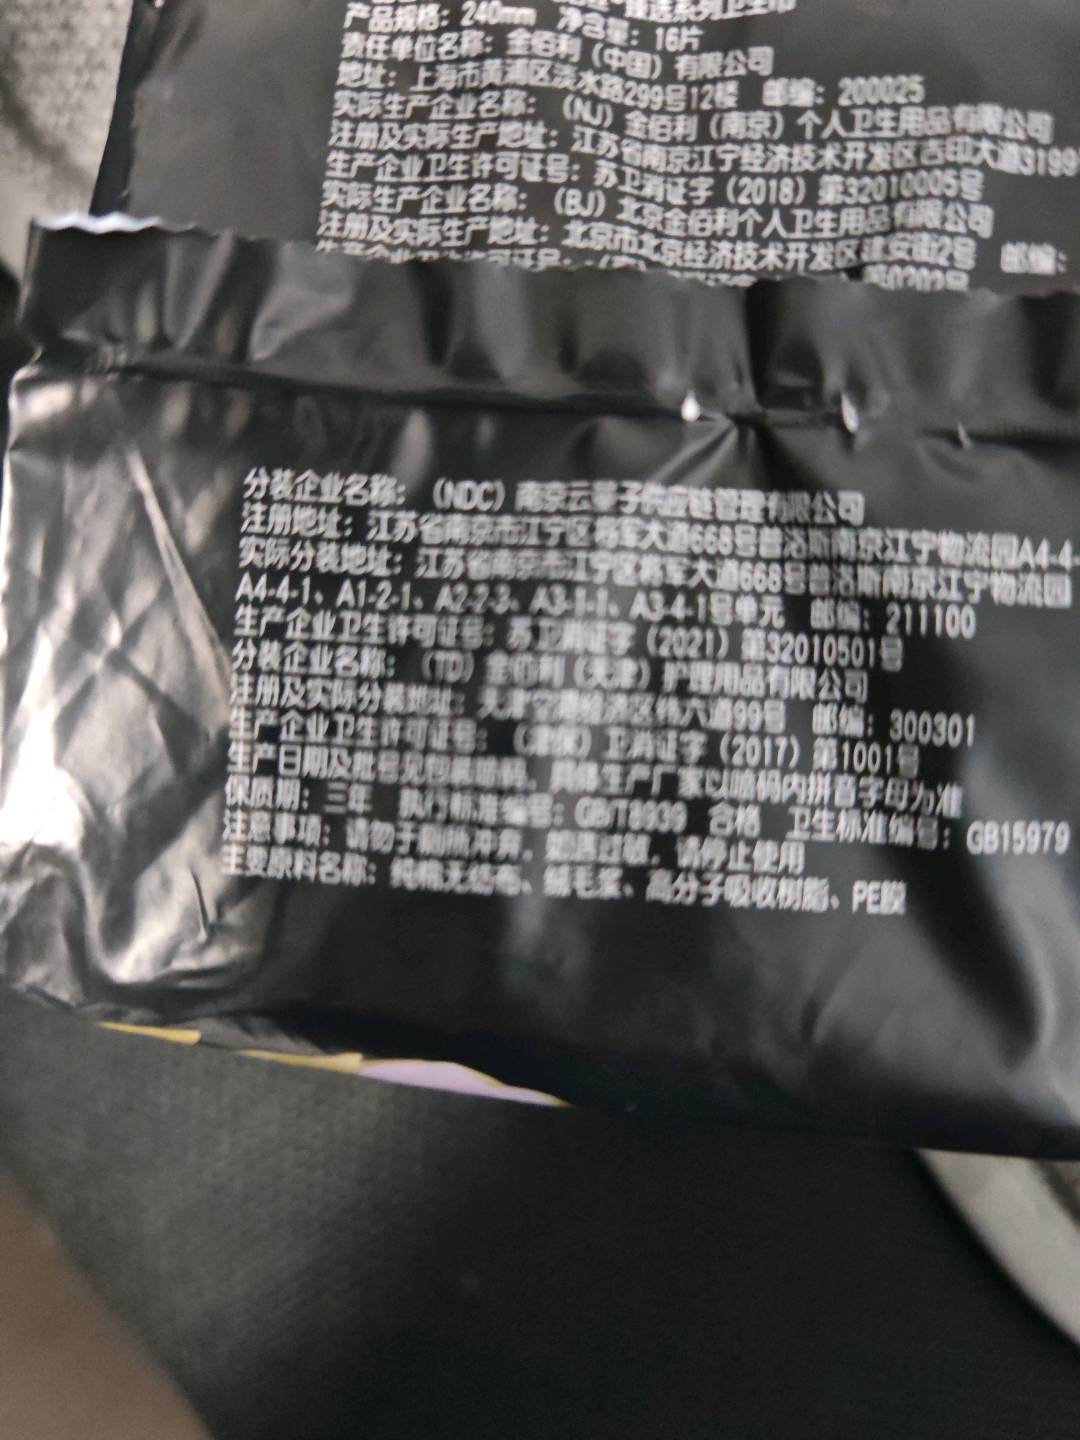 臻选系列卫生巾
产品规格：240mm 净含量：16片
责任单位名称：金佰利（中国）有限公司
地址：上海市黄浦区淡水路299号12楼 邮编：200025
实际生产企业名称：（NJ）金佰利（南京）个人卫生用品有限公司
注册及实际生产地址：江苏省南京江宁经济技术开发区吉印大道3199
生产企业卫生许可证号：苏卫消证字（2018）第32010005号
实际生产企业名称：（BJ）北京金佰利个人卫生用品有限公司
注册及实际生产地址：北京市北京经济技术开发区建安街2号 邮编：
生产企业卫生许可证号：
分装企业名称：（NDC）南京云 子供应链管理有限公司
注册地址：江苏省南京市江宁区将军大道668号普洛斯南京江宁物流园A4-4-
实际分装地址：江苏省南京市江宁区将军大道668号普洛斯南京江宁物流园
A4-4-1、A1-2-1、A2-2-3、A3-1-1、A3-4-1号单元 邮编：211100
生产企业卫生许可证号：苏卫消证字（2021）第32010501号
分装企业名称：（TD）金佰利（天津）护理用品有限公司
注册及实际分装地址：天津空港经济区纬六道99号 邮编：300301
生产企业卫生许可证号：（津保）卫消证字（2017）第1001号
生产日期及批号见包装喷码，具体生产厂家以喷码内拼音字母为准
保质期：三年 执行标准编号：GB/T8939 合格 卫生标准编号：GB15979
注意事项：请勿于厕所冲弃，如遇过敏，请停止使用
主要原料名称：纯棉无纺布、绒毛浆、高分子吸收树脂、PE膜